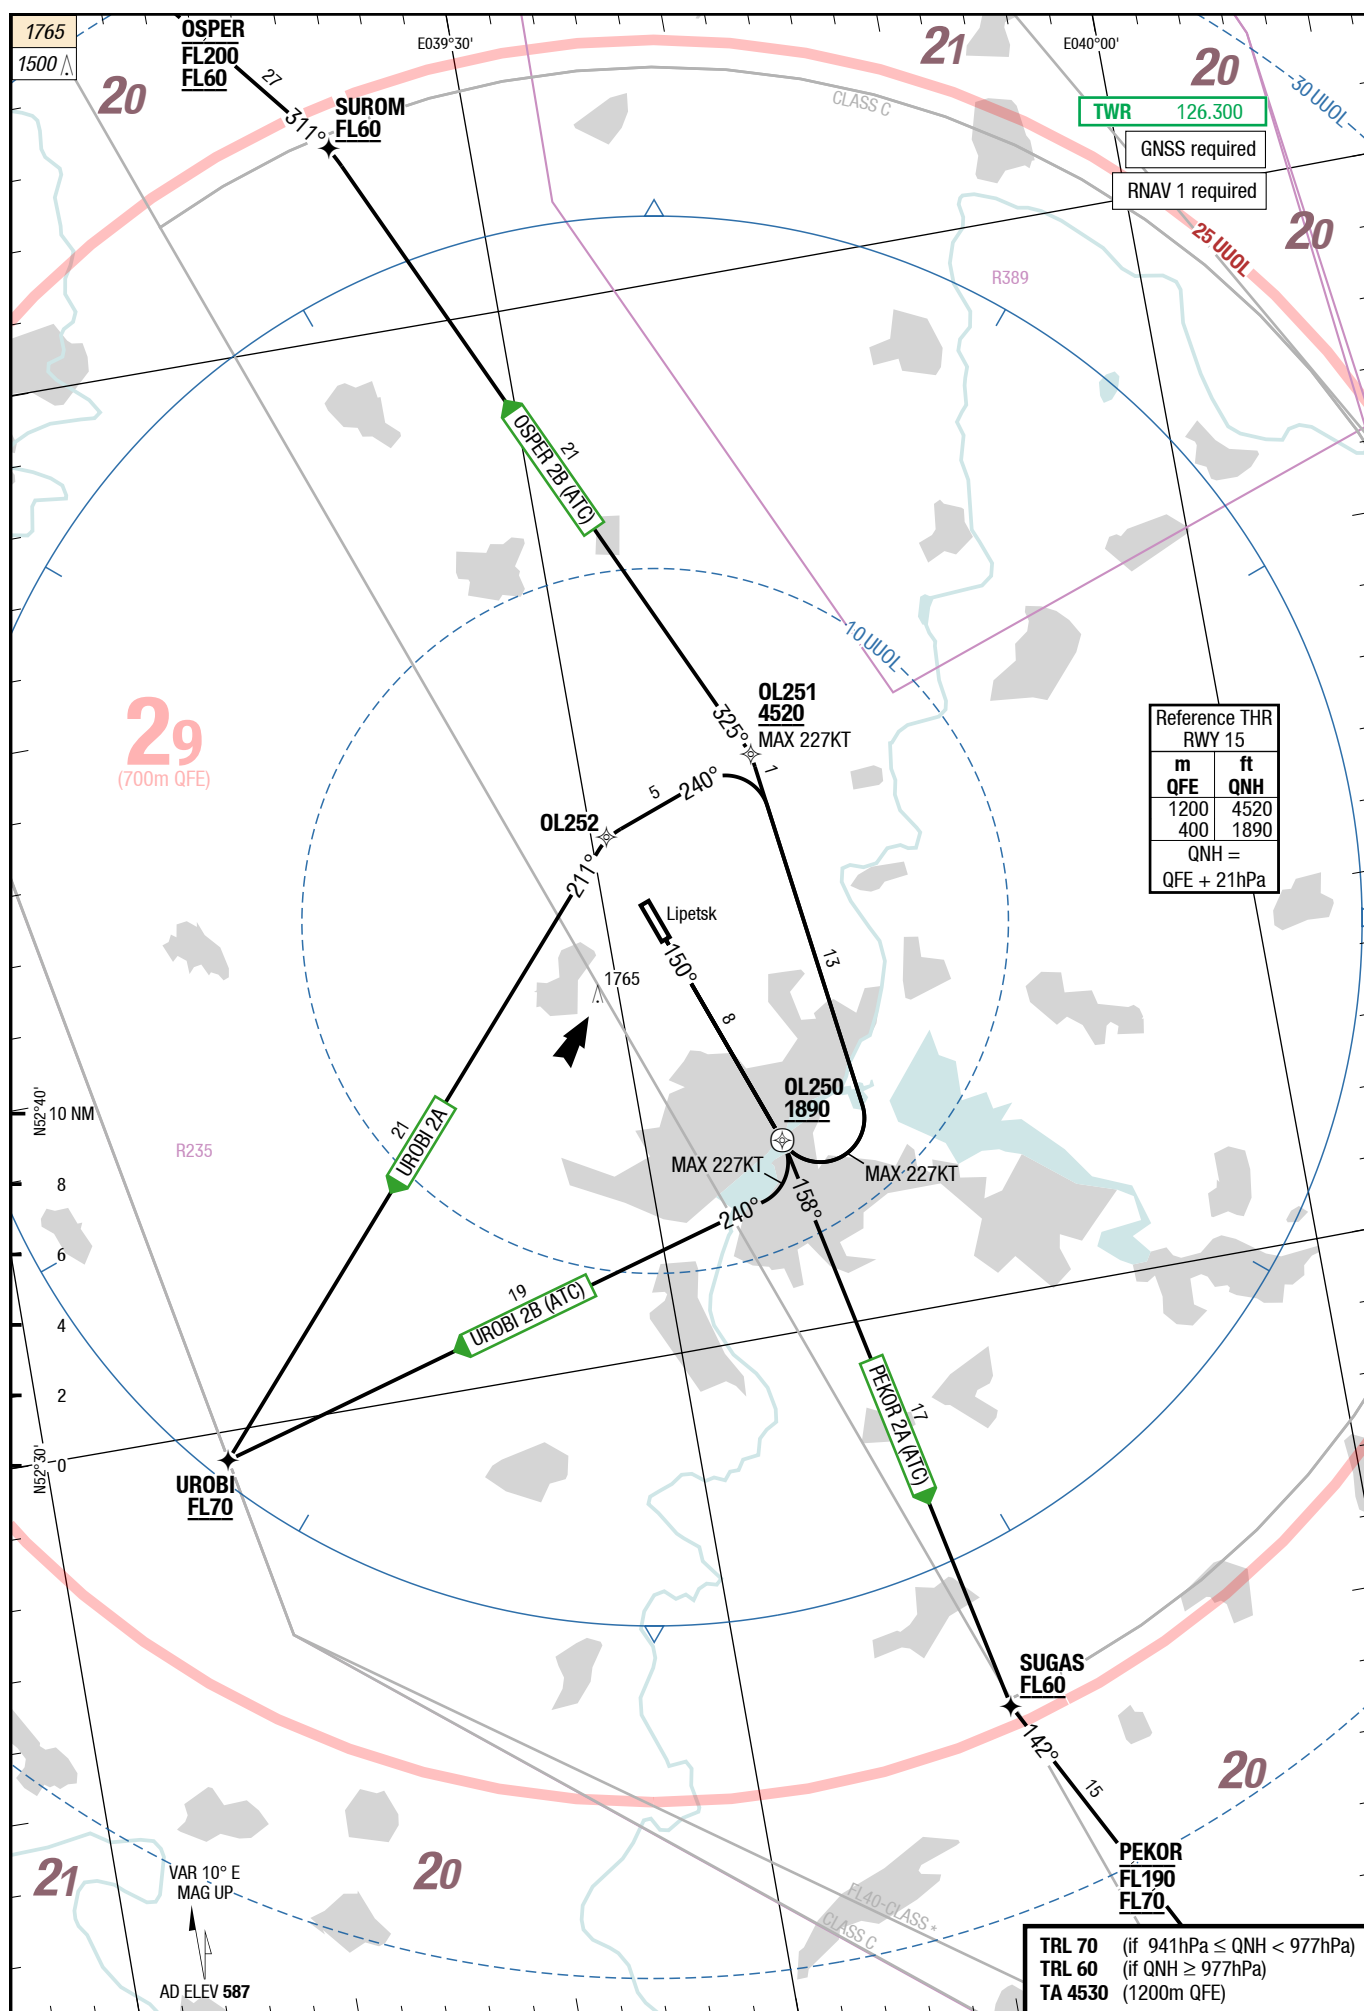 1765
1500
OSPER
FL200
FL60
27
311°
SUROM
FL60
20
E039°30'
21
E040°00'
20
30 UUOL
CLASS C
TWR 126.300
GNSS required
RNAV 1 required
20
25 UUOL
R389
OSPER 2B (ATC)
21
10 UUOL
325°
OL251
4520
MAX 227KT
1
29
(700m QFE)
Reference THR
RWY 15
m ft
QFE QNH
1200 4520
400 1890
QNH =
QFE + 21hPa
5
240°
OL252
211°
Lipetsk
150°
13
1765
8
OL250
1890
N52°40'
10 NM
8
6
4
2
0
N52°30'
R235
21
UROBI 2A
MAX 227KT
MAX 227KT
158°
240°
19
UROBI 2B (ATC)
PEKOR 2A (ATC)
17
UROBI
FL70
SUGAS
FL60
142°
15
20
PEKOR
FL190
FL70
21
VAR 10° E
MAG UP
AD ELEV 587
20
FL40-CLASS *
CLASS C
TRL 70 (if 941hPa ≤ QNH < 977hPa)
TRL 60 (if QNH ≥ 977hPa)
TA 4530 (1200m QFE)